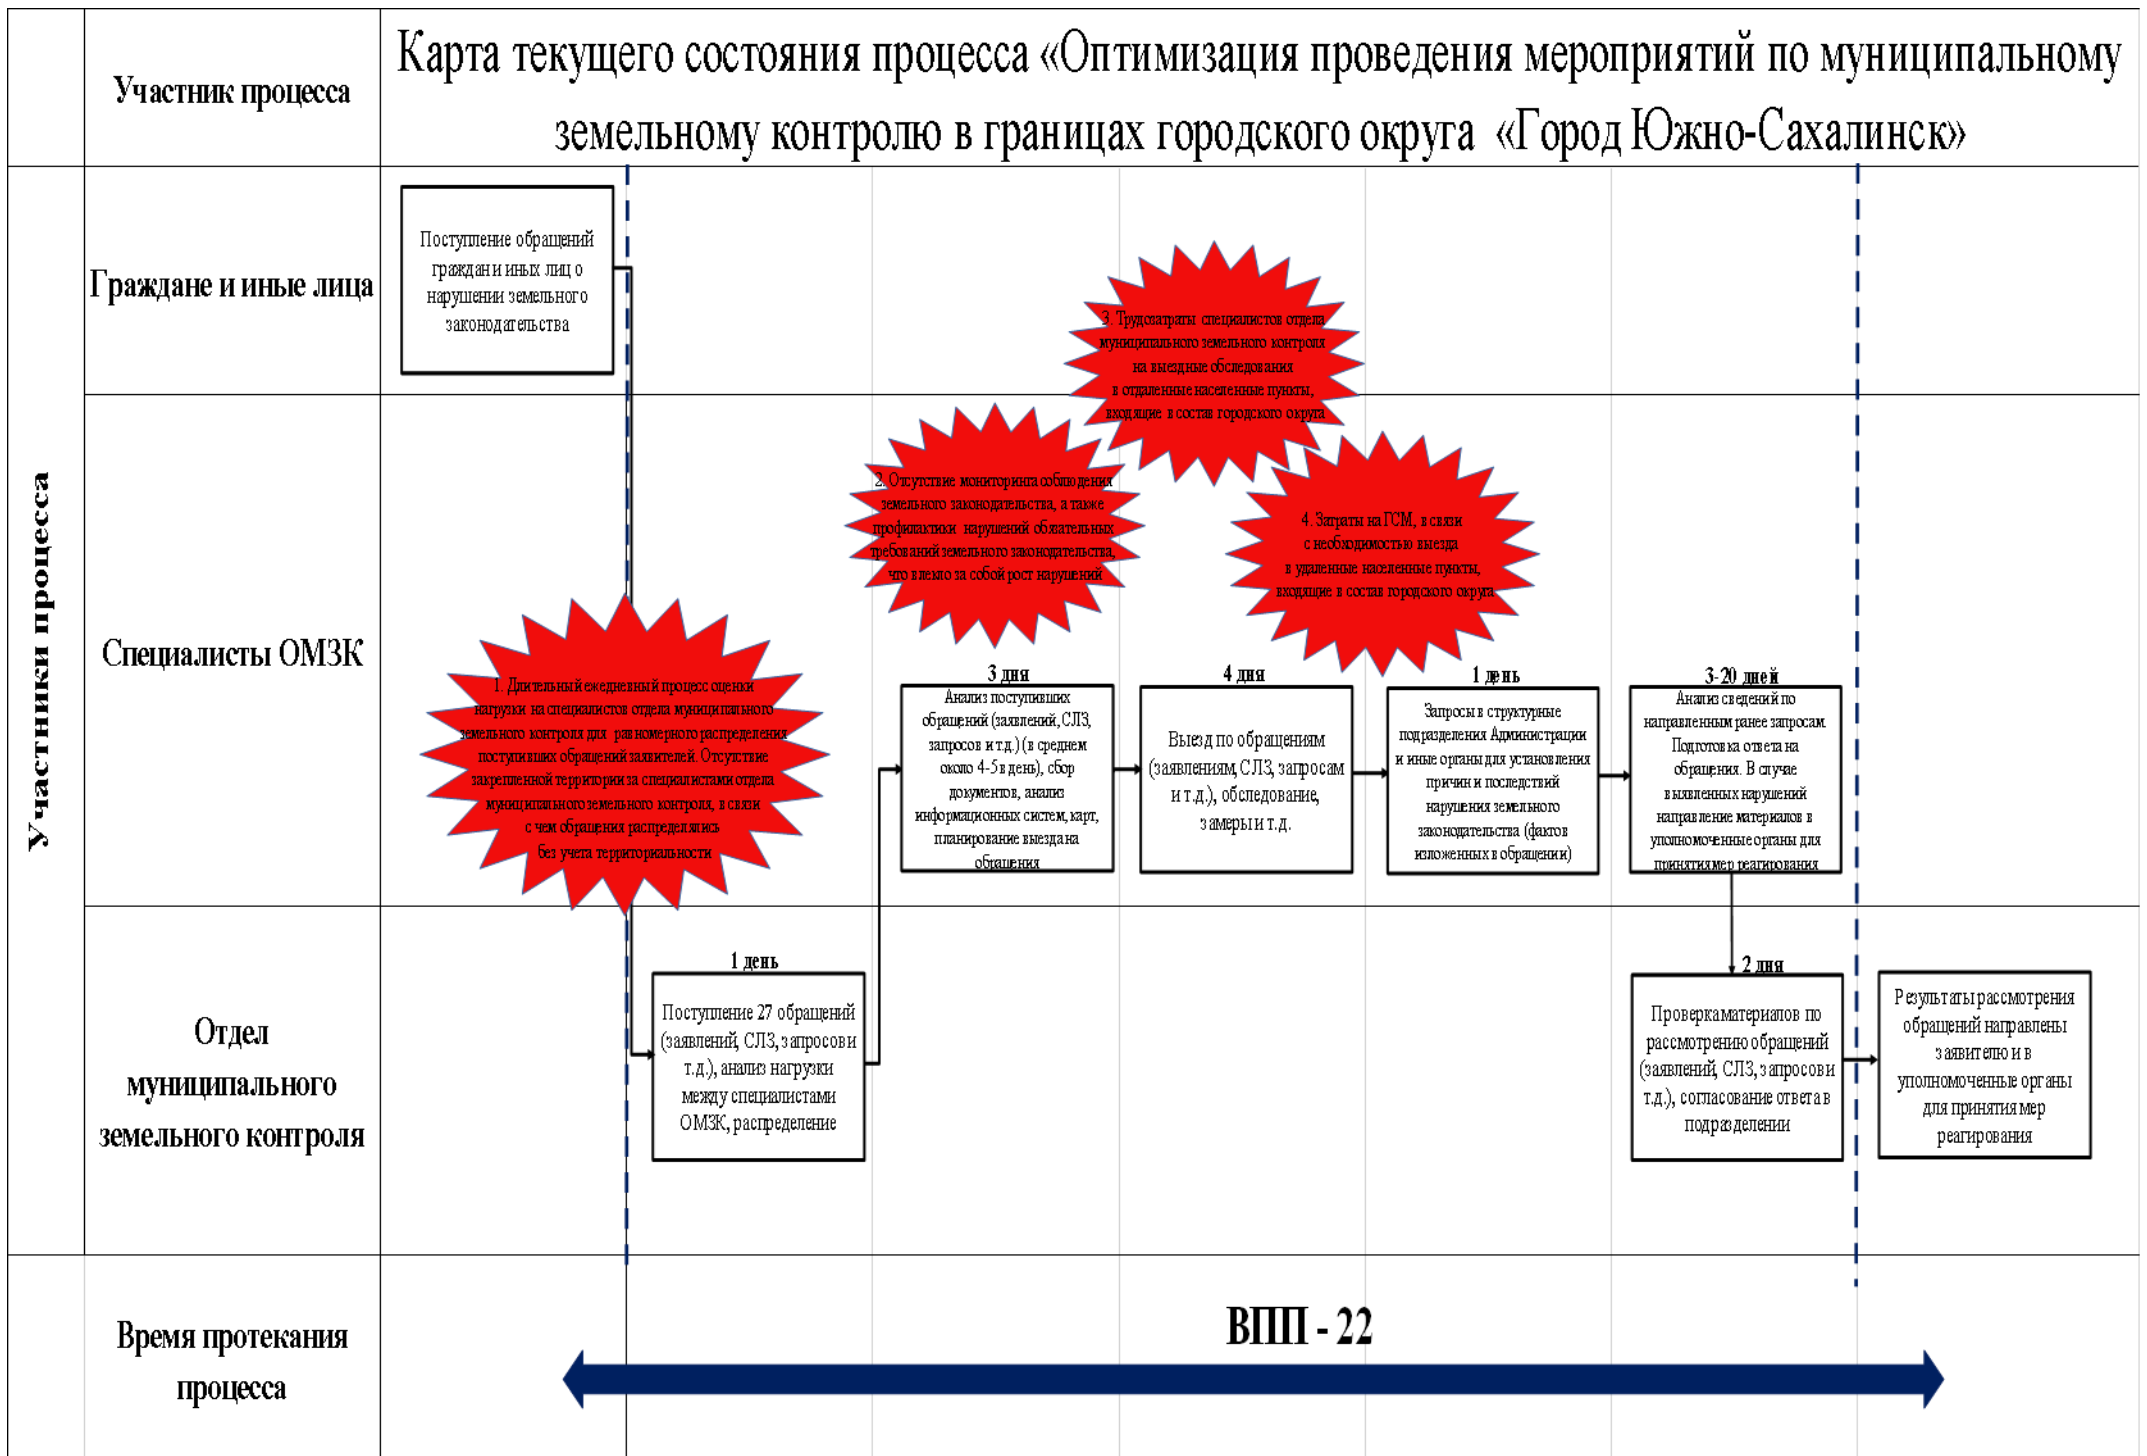 Участник процесса
Карта текущего состояния процесса «Оптимизация проведения мероприятий по муниципальному
земельному контролю в границах городского округа «Город Южно-Сахалинск»
Участники процесса
Граждане и иные лица
Поступление обращений
граждан и иных лиц о
нарушении земельного
законодательства
3. Трудозатраты специалистов отдела
муниципального земельного контроля
на выездные обследования
в отдаленные населенные пункты,
входящие в состав городского округа
Специалисты ОМЗК
2. Отсутствие мониторинга соблюдения
земельного законодательства, а также
профилактики нарушений обязательных
требований земельного законодательства,
что влекло за собой рост нарушений
4. Затраты на ГСМ, в связи
с необходимостью выезда
в удаленные населенные пункты,
входящие в состав городского округа
1. Длительный ежедневный процесс оценки
нагрузки на специалистов отдела муниципального
земельного контроля для равномерного распределения
поступивших обращений заявителей. Отсутствие
закрепленной территории за специалистами отдела
муниципального земельного контроля, в связи
с чем обращения распределялись
без учета территориальности
3 дня
Анализ поступивших
обращений (заявлений, СЛЗ,
запросов и т.д.) (в среднем
около 4-5 в день), сбор
документов, анализ
информационных систем, карт,
планирование выезда на
обращения
4 дня
Выезд по обращениям
(заявлениям, СЛЗ, запросам
и т.д.), обследование,
замеры и т.д.
1 день
Запросы в структурные
подразделения Администрации
и иные органы для установления
причин и последствий
нарушения земельного
законодательства (фактов
изложенных в обращении)
3-20 дней
Анализ сведений по
направленным ранее запросам.
Подготовка ответа на
обращения. В случае
выявленных нарушений
направление материалов в
уполномоченные органы для
принятия мер реагирования
Отдел
муниципального
земельного контроля
1 день
Поступление 27 обращений
(заявлений, СЛЗ, запросов и
т.д.), анализ нагрузки
между специалистами
ОМЗК, распределение
2 дня
Проверка материалов по
рассмотрению обращений
(заявлений, СЛЗ, запросов и
т.д.), согласование ответа в
подразделении
Результаты рассмотрения
обращений направлены
заявителю и в
уполномоченные органы
для принятия мер
реагирования
Время протекания
процесса
ВПП - 22